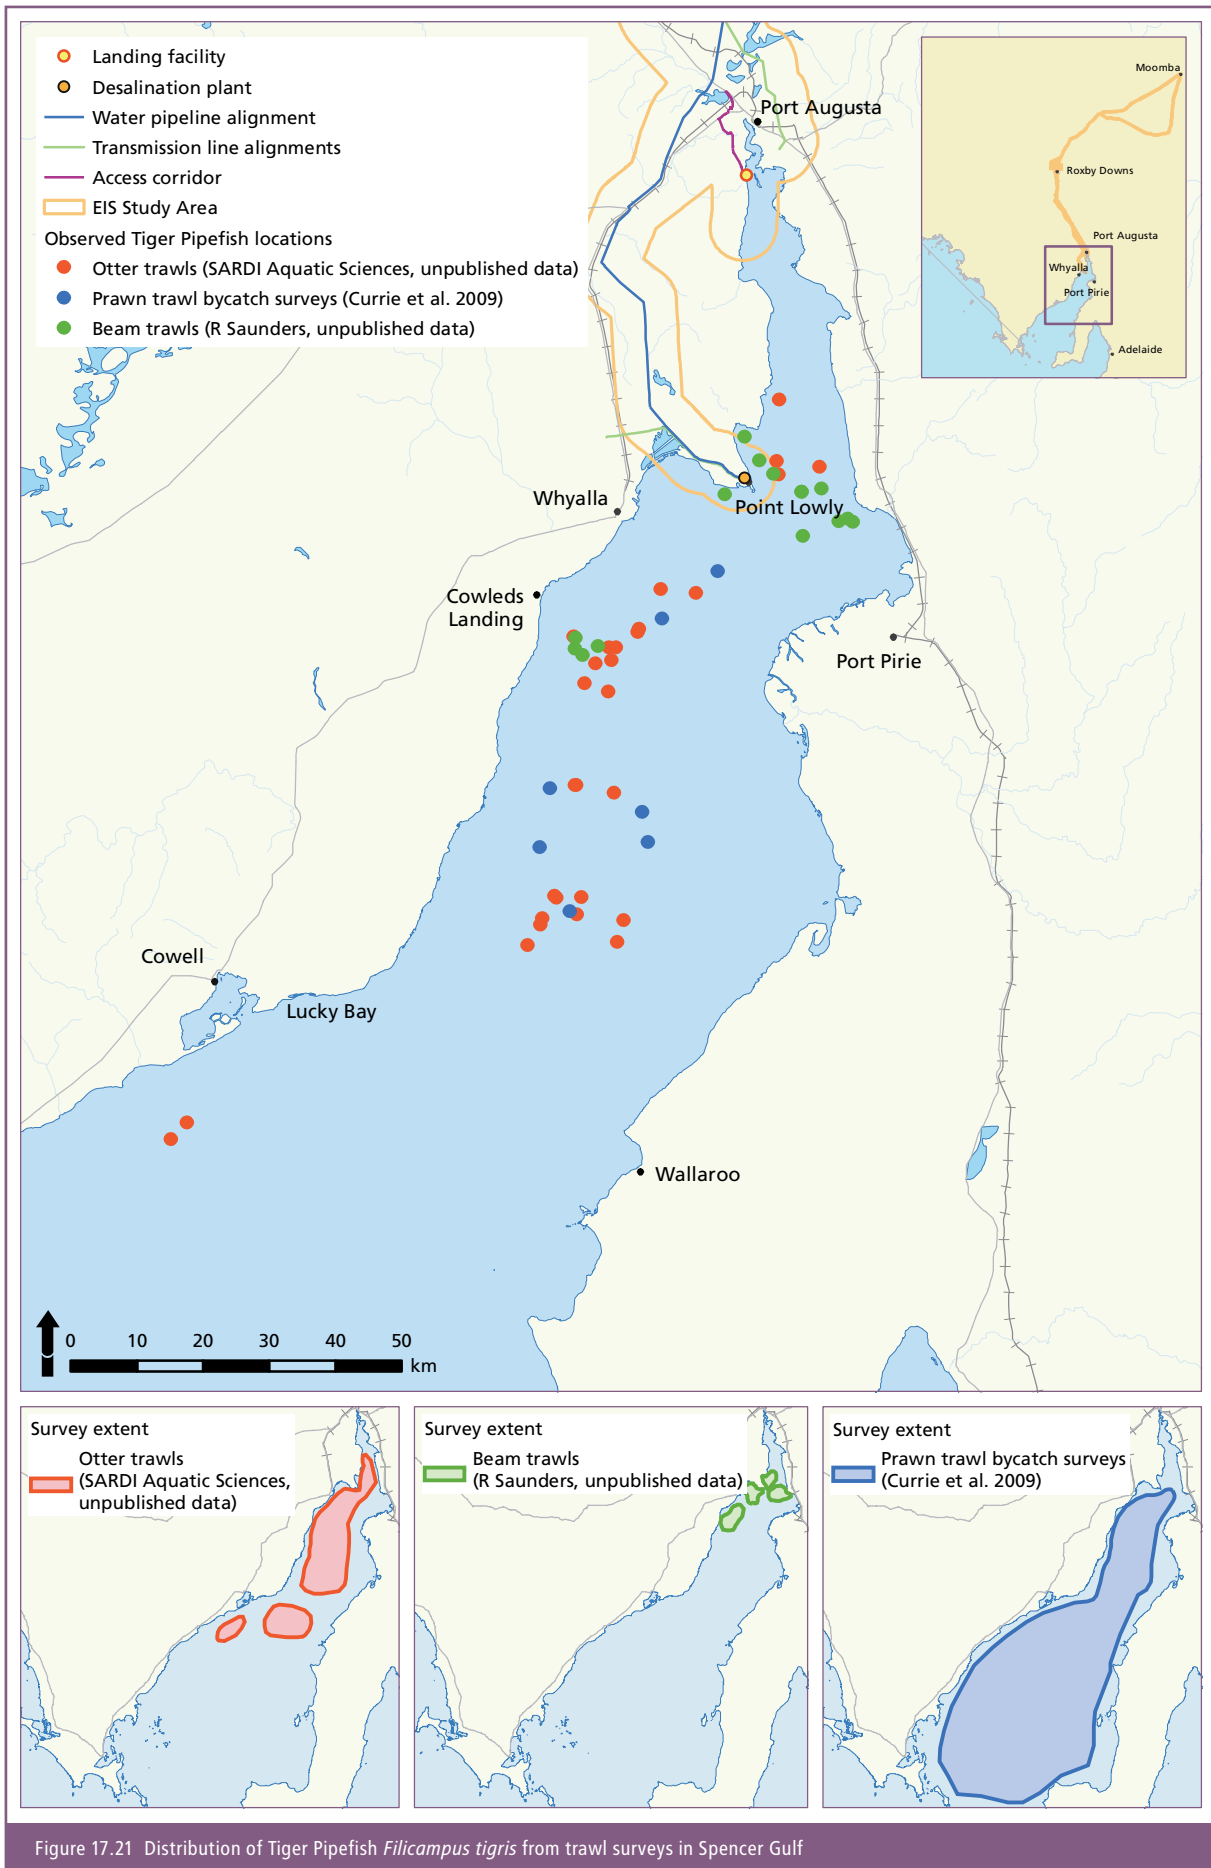 Landing facility
Desalination plant
Water pipeline alignment
Transmission line alignments
Access corridor
EIS Study Area
Observed Tiger Pipefish locations
Otter trawls (SARDI Aquatic Sciences, unpublished data)
Prawn trawl bycatch surveys (Currie et al. 2009)
Beam trawls (R Saunders, unpublished data)
Port Augusta
Moomba
Roxby Downs
Port Augusta
Whyalla
Port Pirie
Adelaide
Whyalla
Point Lowly
Cowleds
Landing
Port Pirie
Cowell
Lucky Bay
Wallaroo
0 10 20 30 40 50
km
Survey extent
Otter trawls
(SARDI Aquatic Sciences,
unpublished data)
Survey extent
Beam trawls
(R Saunders, unpublished data)
Survey extent
Prawn trawl bycatch surveys
(Currie et al. 2009)
Figure 17.21 Distribution of Tiger Pipefish Filicampus tigris from trawl surveys in Spencer Gulf